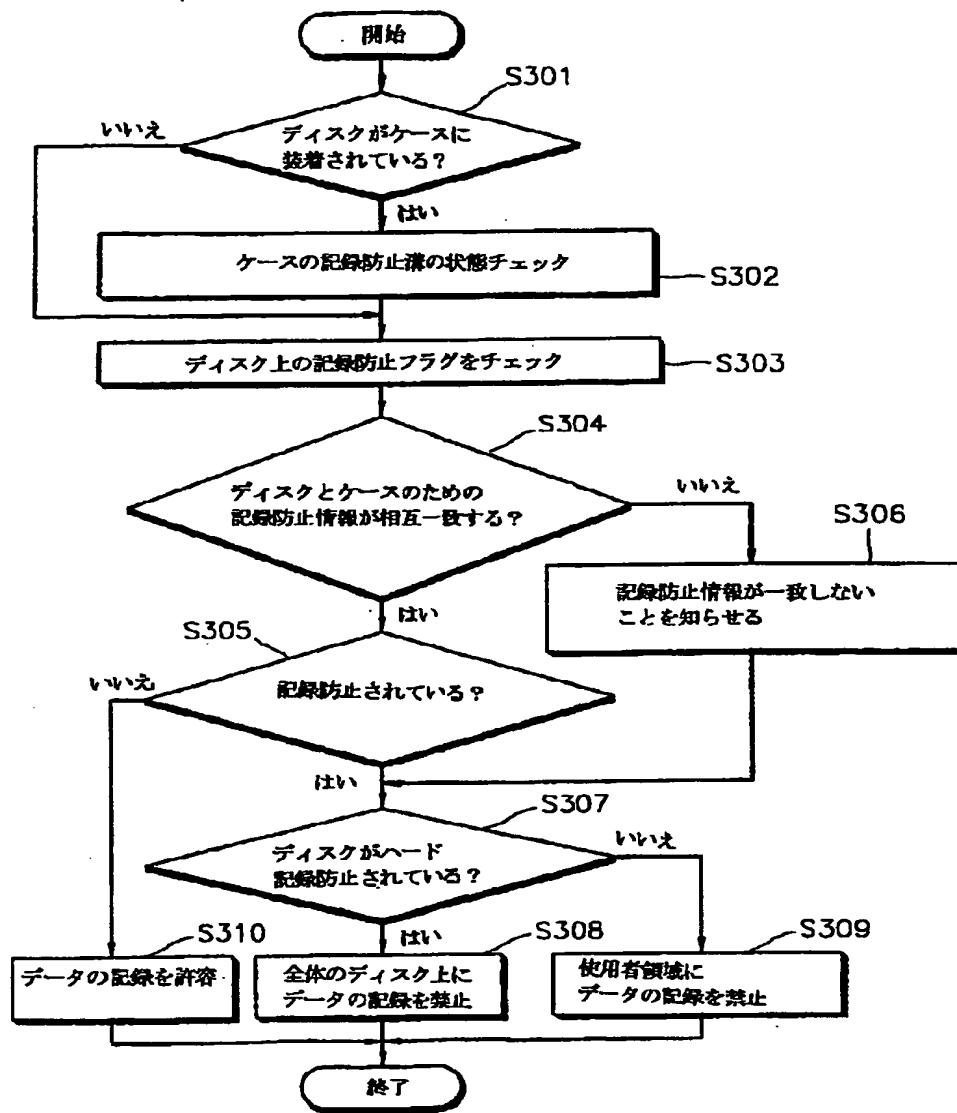 開始
S301
いいえ
ディスクがケースに
装着されている？
はい
ケースの記録防止溝の状態チェック
S302
ディスク上の記録防止フラグをチェック
S303
S304
ディスクとケースのための
記録防止情報が相互一致する？
いいえ
S306
記録防止情報が一致しない
ことを知らせる
はい
S305
いいえ
記録防止されている？
はい
S307
いいえ
ディスクがハード
記録防止されている？
はい
S310
データの記録を許容
S308
全体のディスク上に
データの記録を禁止
S309
使用者領域に
データの記録を禁止
終了